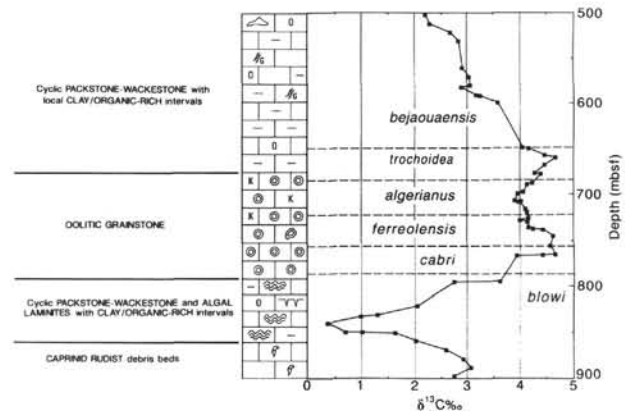 500
Cyclic PACKSTONE-WACKESTONE with
local CLAY/ORGANIC-RICH intervals
600
bejaouaensis
trochoidea
OOLITIC GRAINSTONE
K
K
K
algerianus
700
ferreolensis
cabri
Depth (mbsf)
Cyclic PACKSTONE-WACKESTONE and ALGAL
LAMINITES with CLAY/ORGANIC-RICH intervals
blowi
800
CAPRINID RUDIST debris beds
900
0 1 2 3 4 5
δ¹³C‰